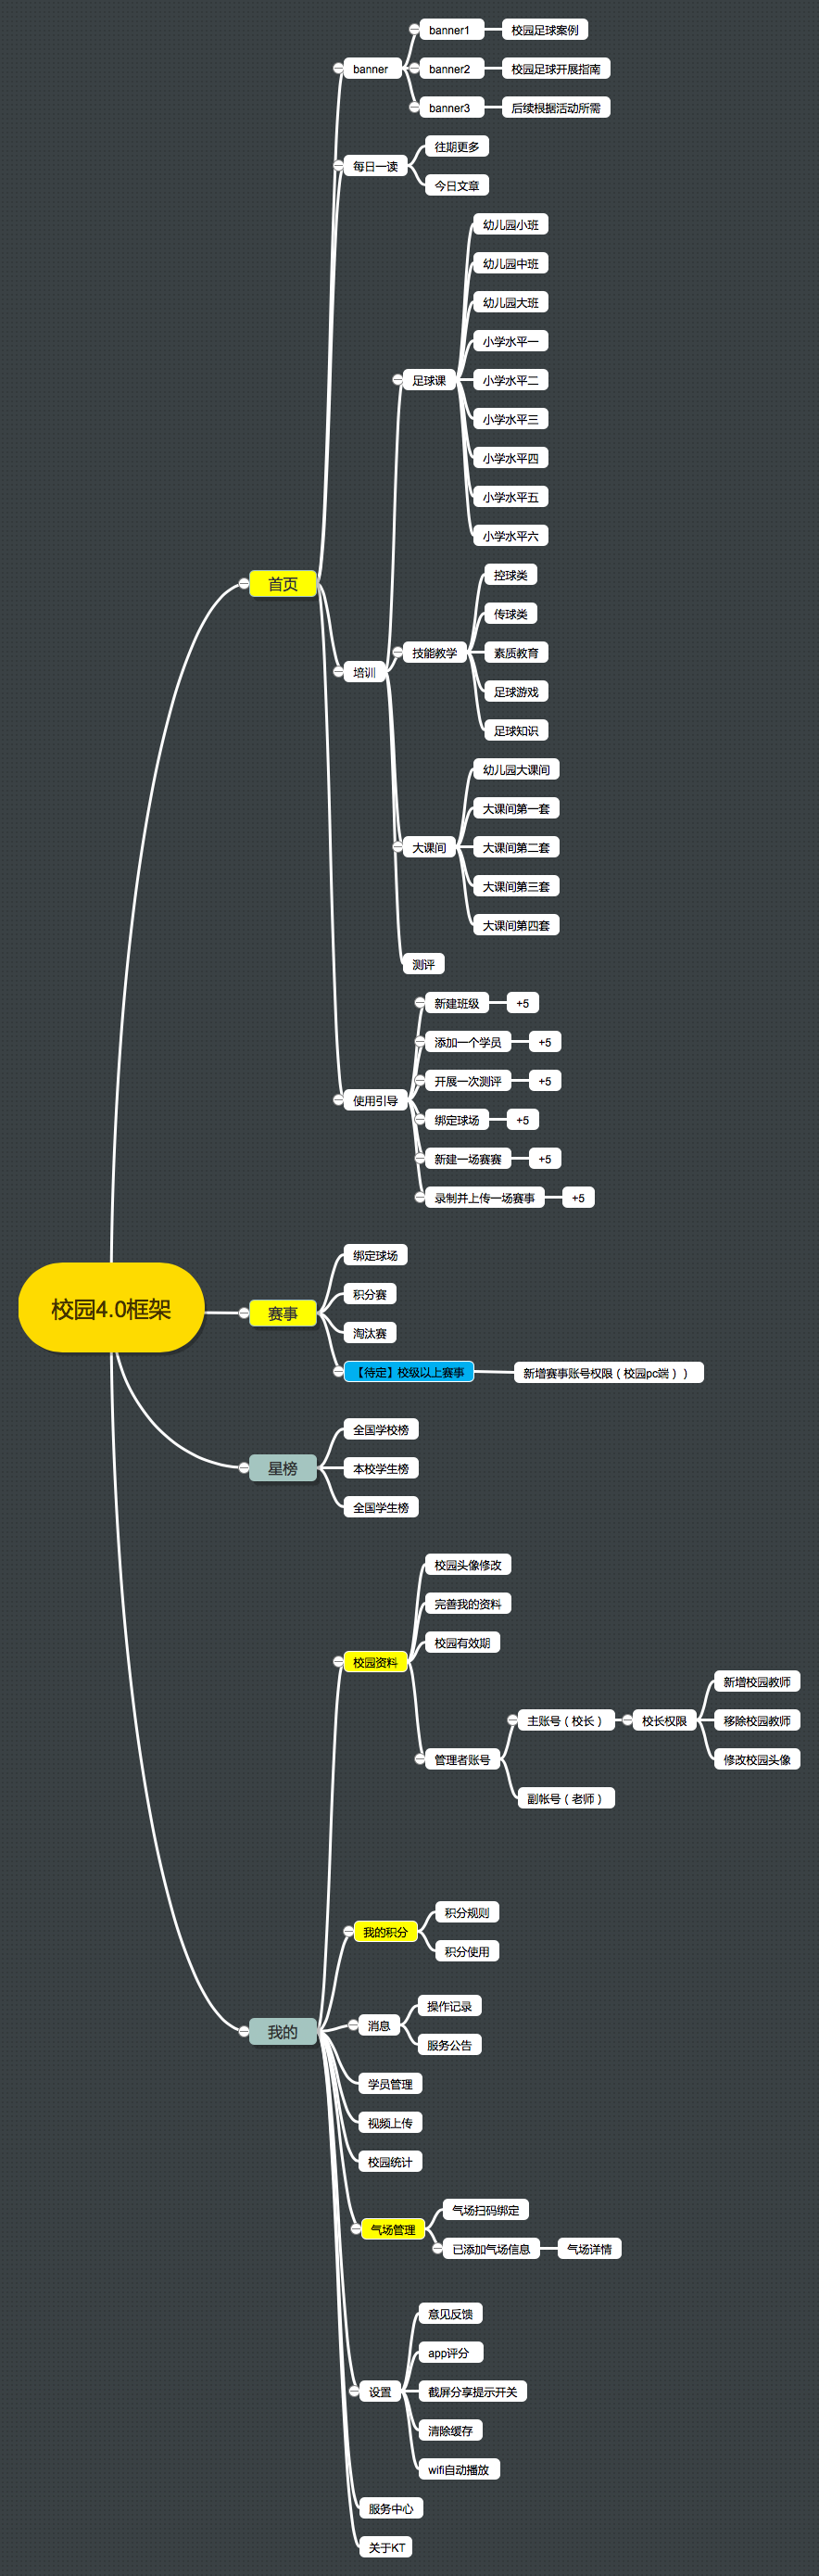 banner1
校园足球案例
banner
banner2
校园足球开展指南
banner3
后续根据活动所需
每日一读
往期更多
今日文章
首页
培训
足球课
幼儿园小班
幼儿园中班
幼儿园大班
小学水平一
小学水平二
小学水平三
小学水平四
小学水平五
小学水平六
技能教学
控球类
传球类
素质教育
足球游戏
足球知识
大课间
幼儿园大课间
大课间第一套
大课间第二套
大课间第三套
大课间第四套
测评
使用引导
新建班级
+5
添加一个学员
+5
开展一次测评
+5
绑定球场
+5
新建一场赛赛
+5
录制并上传一场赛事
+5
校园4.0框架
赛事
绑定球场
积分赛
淘汰赛
【待定】校级以上赛事
新增赛事账号权限（校园pc端））
星榜
全国学校榜
本校学生榜
全国学生榜
我的
校园资料
校园头像修改
完善我的资料
校园有效期
管理者账号
主账号（校长）
校长权限
新增校园教师
移除校园教师
修改校园头像
副帐号（老师）
我的积分
积分规则
积分使用
消息
操作记录
服务公告
学员管理
视频上传
校园统计
气场管理
气场扫码绑定
已添加气场信息
气场详情
设置
意见反馈
app评分
截屏分享提示开关
清除缓存
wifi自动播放
服务中心
关于KT